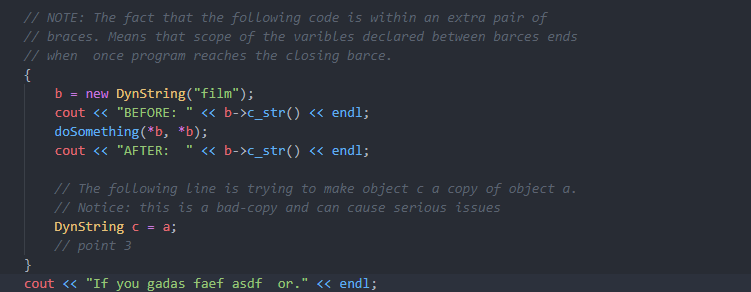 // NOTE: The fact that the following code is within an extra pair of
// braces. Means that scope of the varibles declared between barces ends
// when  once program reaches the closing barce.
{
    b = new DynString("film");
    cout << "BEFORE: " << b->c_str() << endl;
    doSomething(*b, *b);
    cout << "AFTER:  " << b->c_str() << endl;

    // The following line is trying to make object c a copy of object a.
    // Notice: this is a bad-copy and can cause serious issues
    DynString c = a;
    // point 3
}
cout << "If you gadas faef asdf  or." << endl;